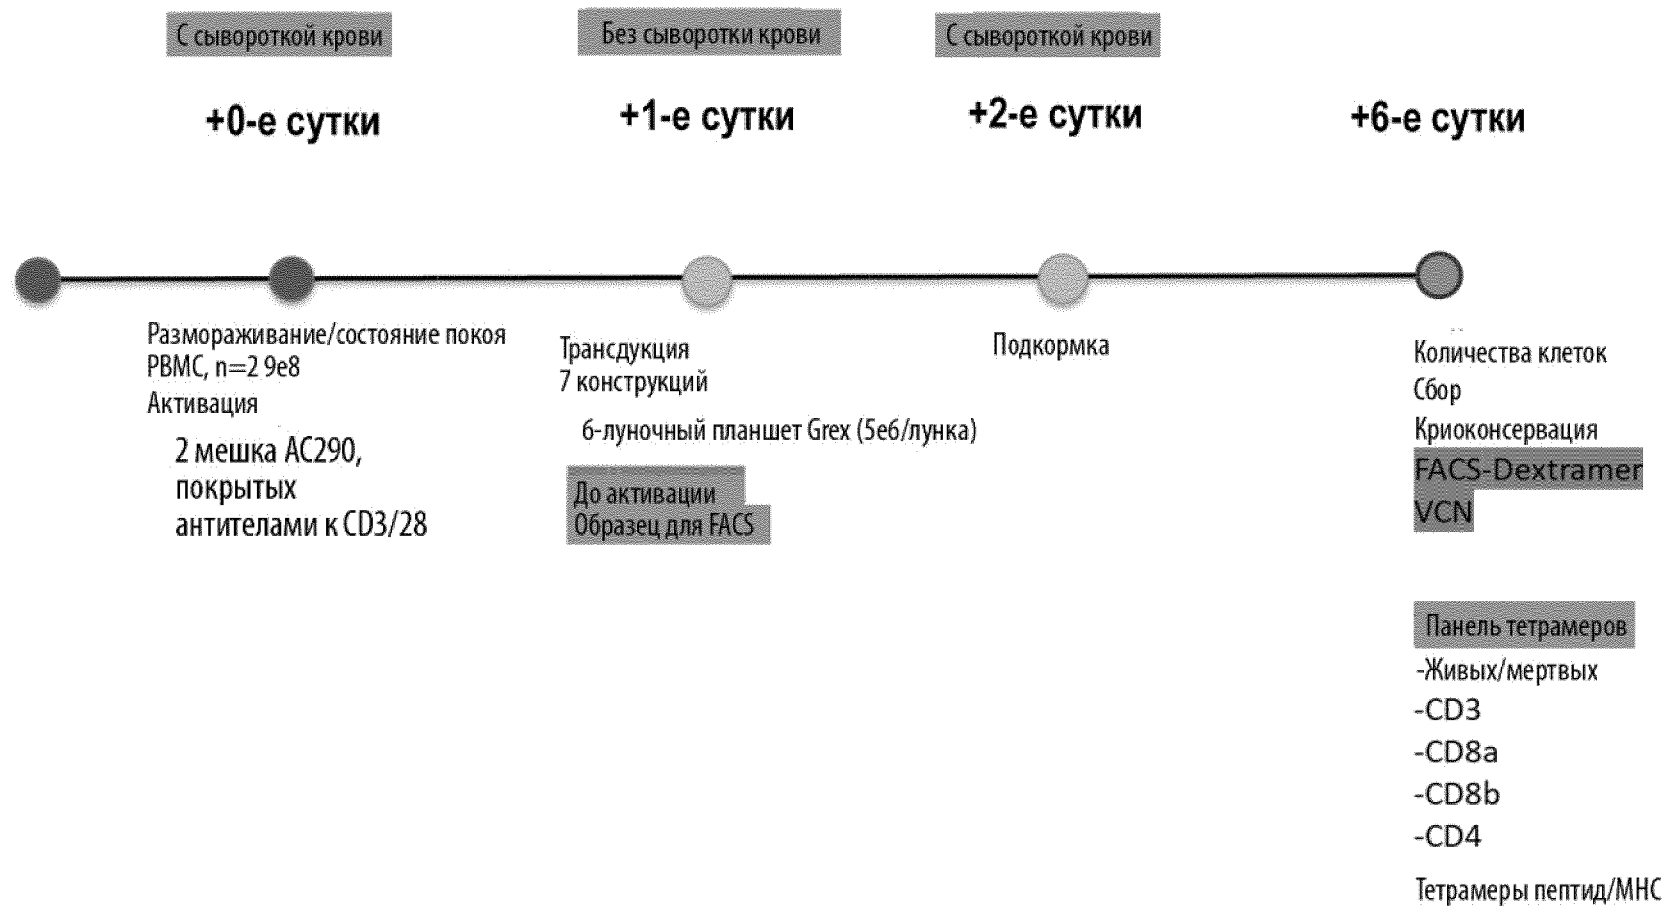 С сывороткой крови
Без сыворотки крови
С сывороткой крови
+0-е сутки
+1-е сутки
+2-е сутки
+6-е сутки
Размораживание/состояние покоя
PBMC, n=2 9e8
Активация
2 мешка AC290,
покрытых
антителами к CD3/28
Трансдукция
7 конструкций
6-луночный планшет Grex (5e6/лунка)
До активации
Образец для FACS
Подкормка
Количества клеток
Сбор
Криоконсервация
FACS-Dextramer
VCN
Панель тетрамеров
-Живых/мертвых
-CD3
-CD8a
-CD8b
-CD4
Тетрамеры пептид/MHC